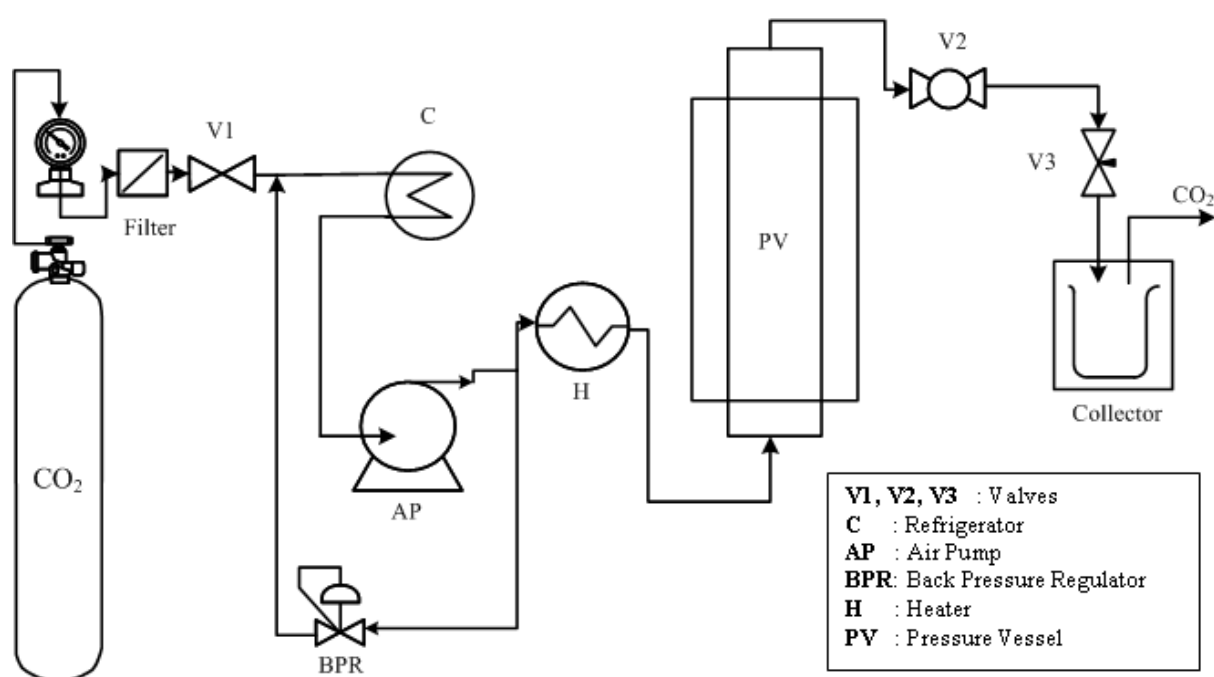 V2
V1
C
V3
CO₂
Filter
PV
H
Collector
CO₂
AP
BPR
V1, V2, V3 : Valves
C : Refrigerator
AP : Air Pump
BPR: Back Pressure Regulator
H : Heater
PV : Pressure Vessel